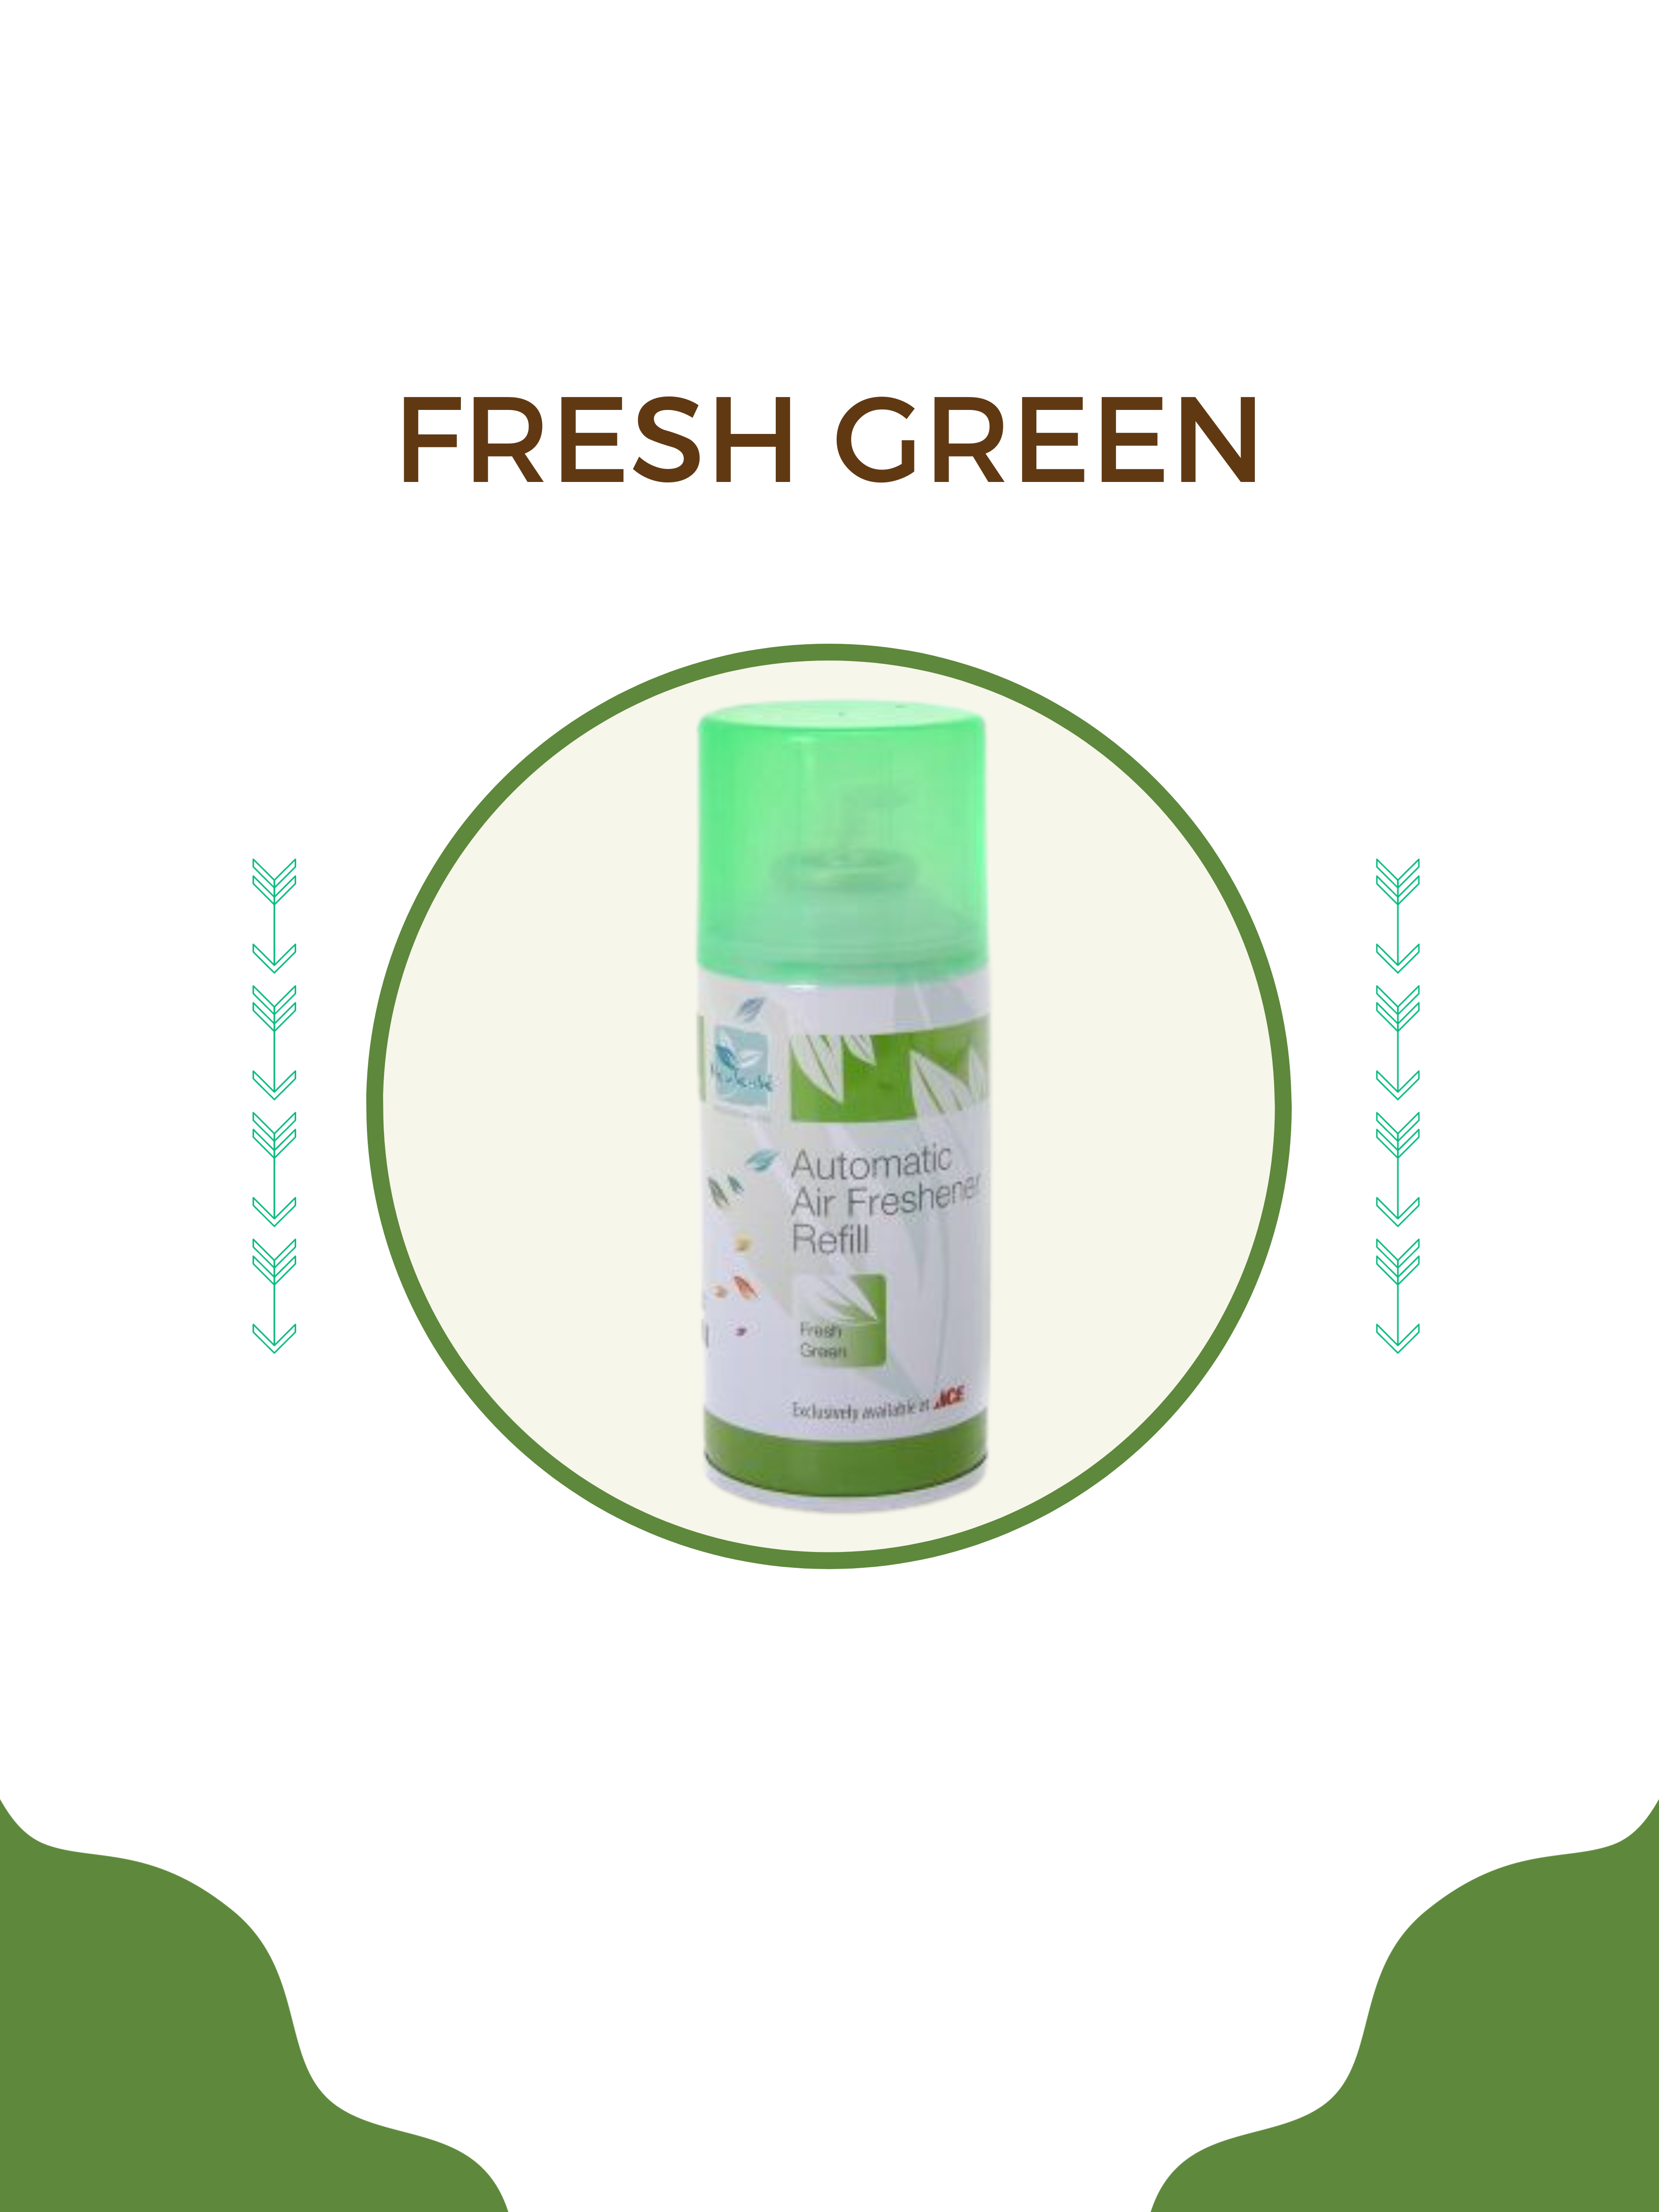 FRESH GREEN
Automatic
Air Freshener
Refill
Fresh
Green
Exclusively available at ACE